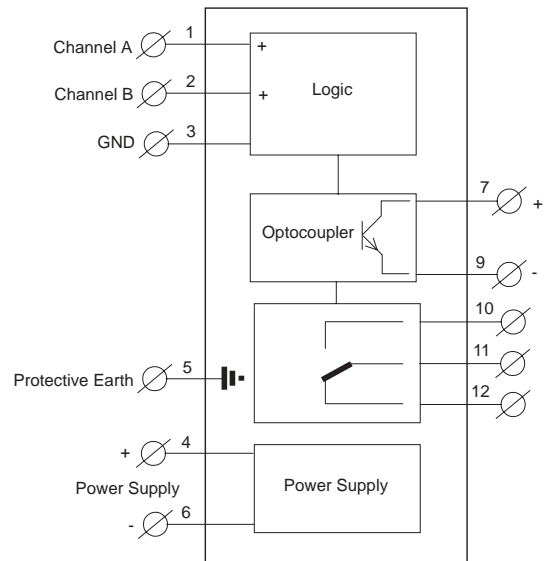 Channel A 1
+
Channel B 2
+
Logic
GND 3
7
+
Optocoupler
9
-
10
11
12
Protective Earth 5
+ 4
Power Supply
Power Supply
- 6